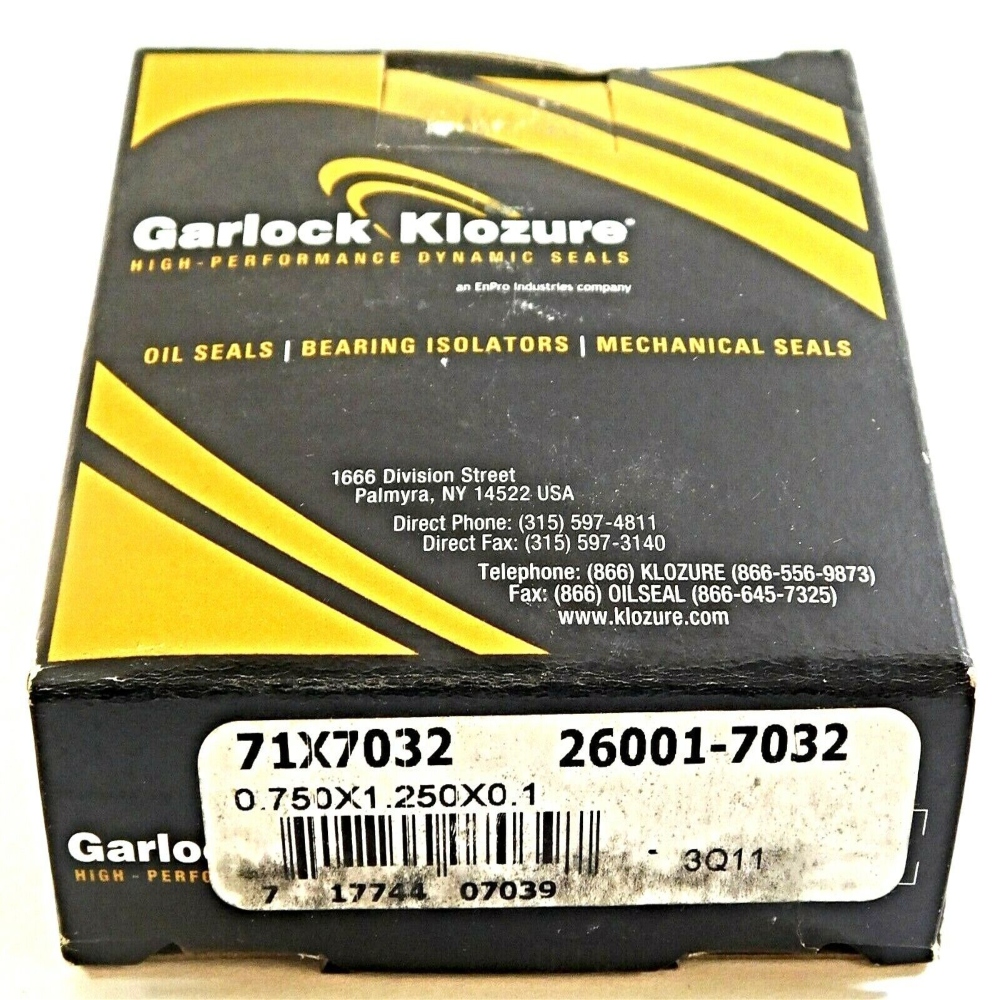 Garlock Klozure®
HIGH-PERFORMANCE DYNAMIC SEALS
an EnPro Industries company
OIL SEALS | BEARING ISOLATORS | MECHANICAL SEALS
1666 Division Street
Palmyra, NY 14522 USA
Direct Phone: (315) 597-4811
Direct Fax: (315) 597-3140
Telephone: (866) KLOZURE (866-556-9873)
Fax: (866) OILSEAL (866-645-7325)
www.klozure.com
71X7032 26001-7032
0.750X1.250X0.1
- 3Q11
7 17744 07039
Garlo
HIGH - PERFO